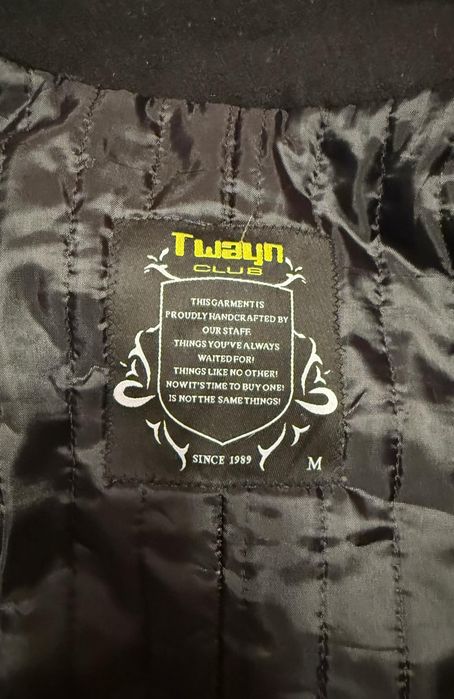 Twayn
CLUB
THIS GARMENT IS
PROUDLY HANDCRAFTED BY
OUR STAFF.
THINGS YOU'VE ALWAYS
WAITED FOR!
THINGS LIKE NO OTHER!
NOW IT'S TIME TO BUY ONE!
IS NOT THE SAME THINGS!
SINCE 1989
M